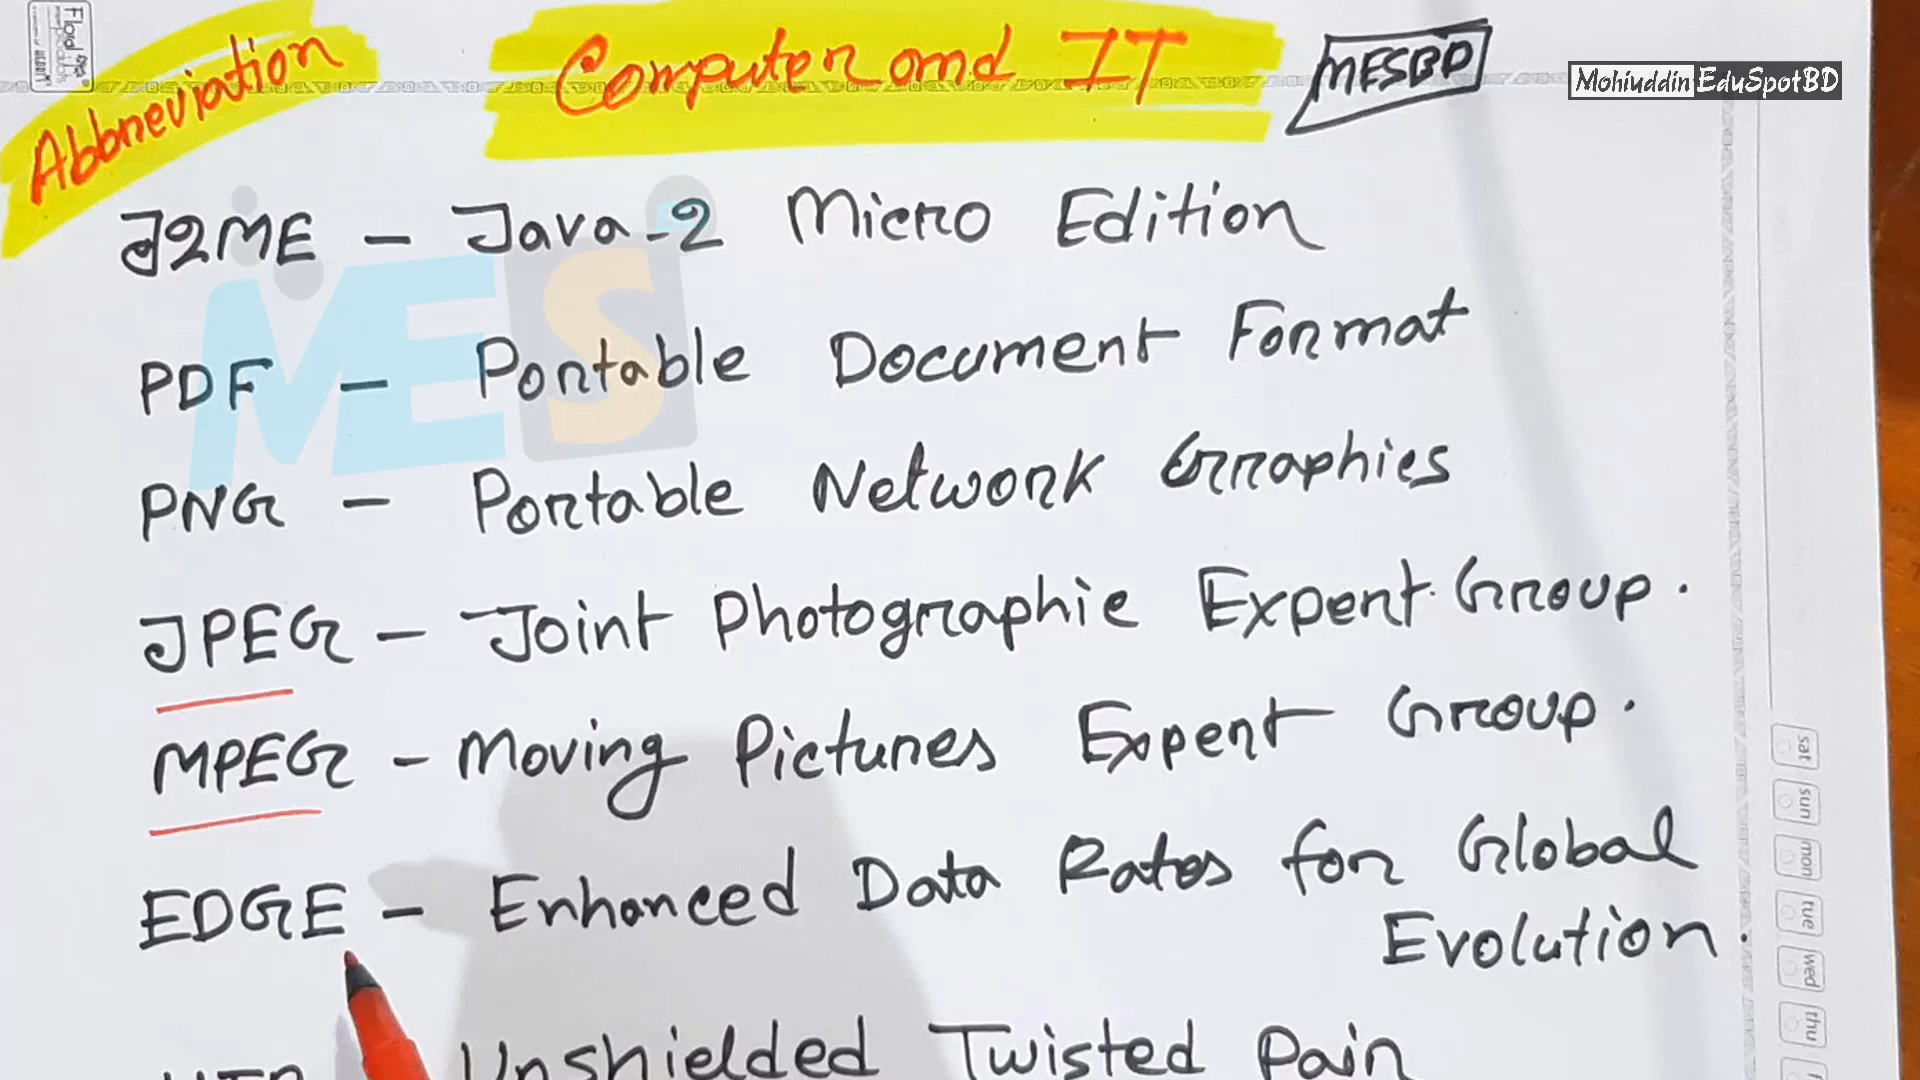 Abbreviation
Computer and IT
MESBD
Mohiuddin EduSpotBD
J2ME – Java-2 Micro Edition
PDF – Portable Document Format
PNG – Portable Network Graphics
JPEG – Joint Photographic Expert Group.
MPEG – Moving Pictures Expert Group.
EDGE – Enhanced Data Rates for Global
Evolution.
Unshielded Twisted Pair
MES
sat
sun
mon
tue
wed
thu